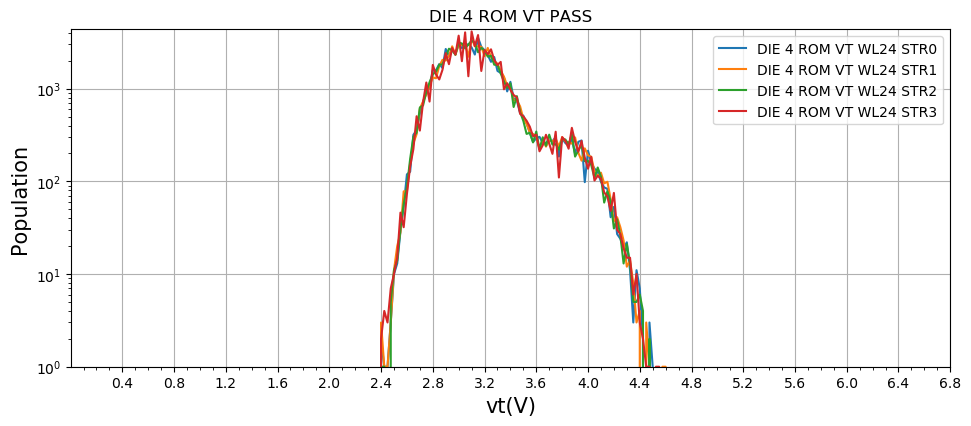 DIE 4 ROM VT PASS
DIE 4 ROM VT WL24 STR0
DIE 4 ROM VT WL24 STR1
DIE 4 ROM VT WL24 STR2
DIE 4 ROM VT WL24 STR3
Population
10³
10²
10¹
10⁰
0.4 0.8 1.2 1.6 2.0 2.4 2.8 3.2 3.6 4.0 4.4 4.8 5.2 5.6 6.0 6.4 6.8
vt(V)